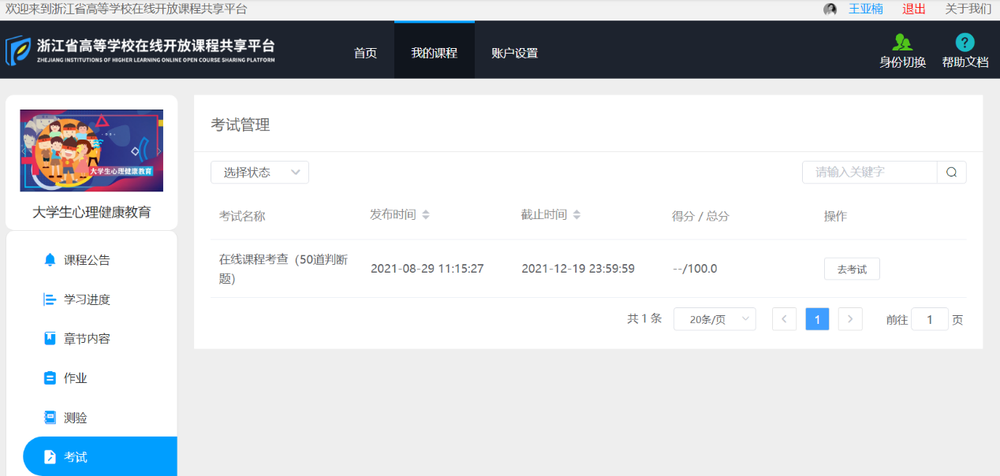 欢迎来到浙江省高等学校在线开放课程共享平台
王亚楠 退出 关于我们
浙江省高等学校在线开放课程共享平台
ZHEJIANG INSTITUTIONS OF HIGHER LEARNING ONLINE OPEN COURSE SHARING PLATFORM
首页 我的课程 账户设置
身份切换 帮助文档
大学生心理健康教育
大学生心理健康教育
课程公告
学习进度
章节内容
作业
测验
考试
考试管理
选择状态 请输入关键字
考试名称 发布时间 截止时间 得分 / 总分 操作
在线课程考查（50道判断
题） 2021-08-29 11:15:27 2021-12-19 23:59:59 --/100.0 去考试
共 1 条 20条/页 1 前往 1 页